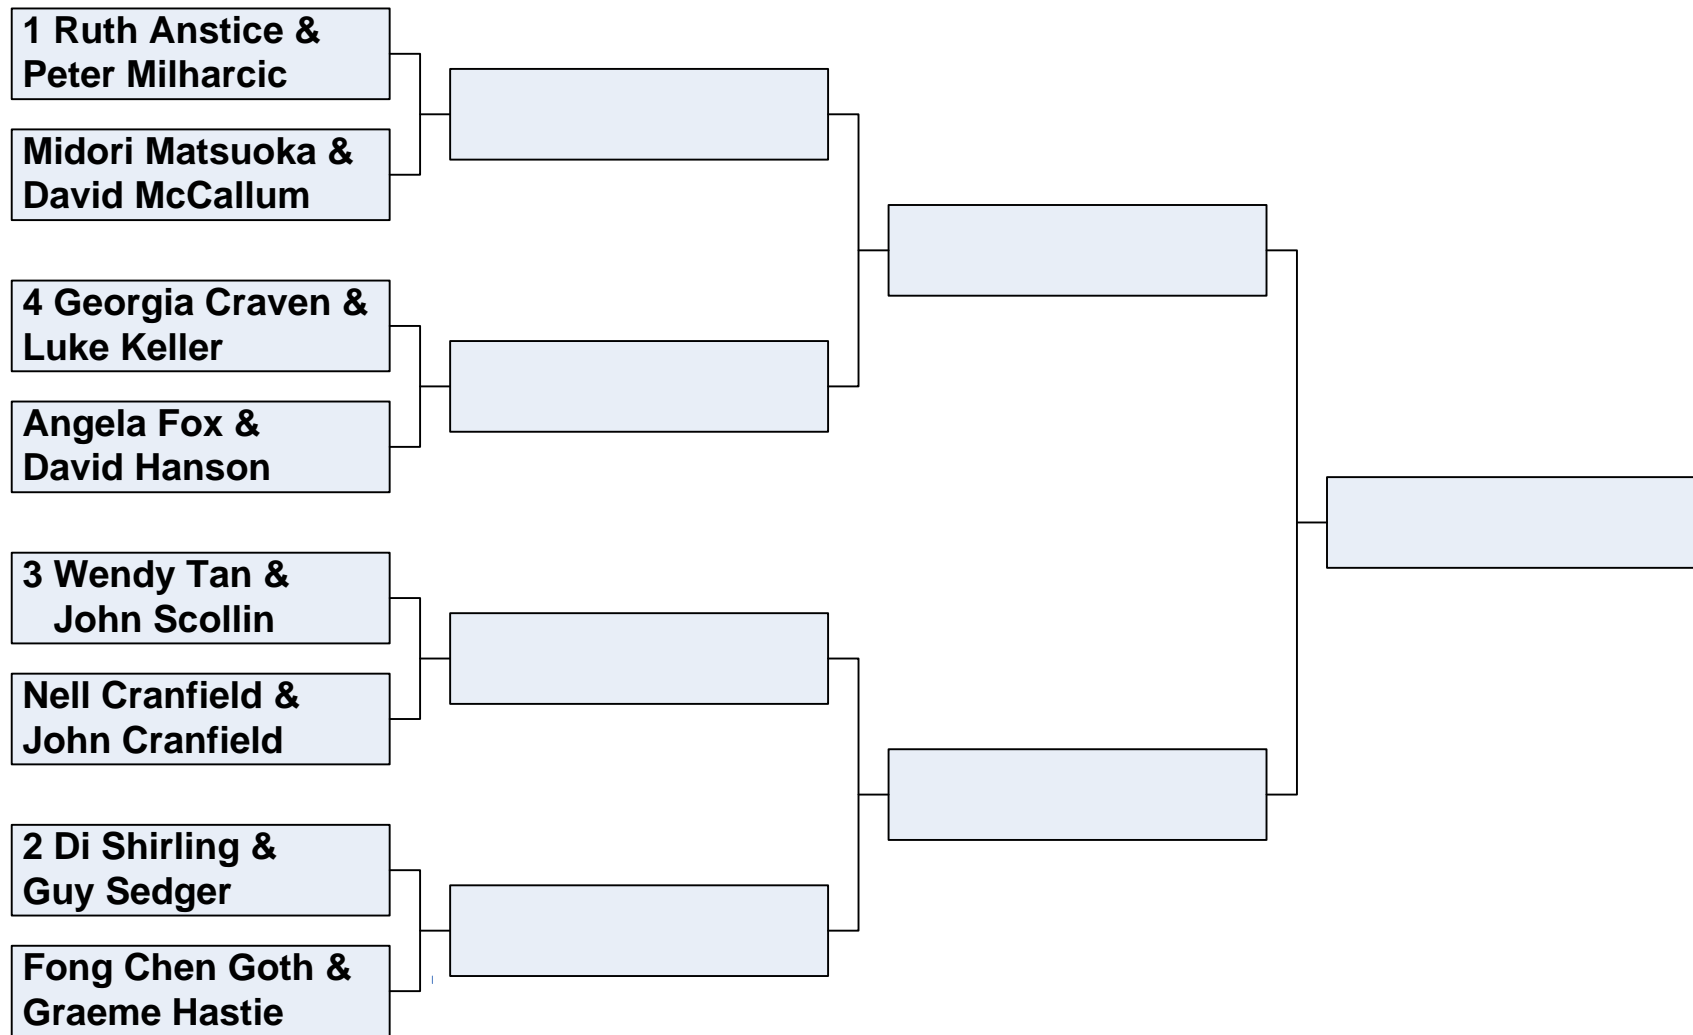 1 Ruth Anstice &
Peter Milharcic
Midori Matsuoka &
David McCallum
4 Georgia Craven &
Luke Keller
Angela Fox &
David Hanson
3 Wendy Tan &
John Scollin
Nell Cranfield &
John Cranfield
2 Di Shirling &
Guy Sedger
Fong Chen Goth &
Graeme Hastie